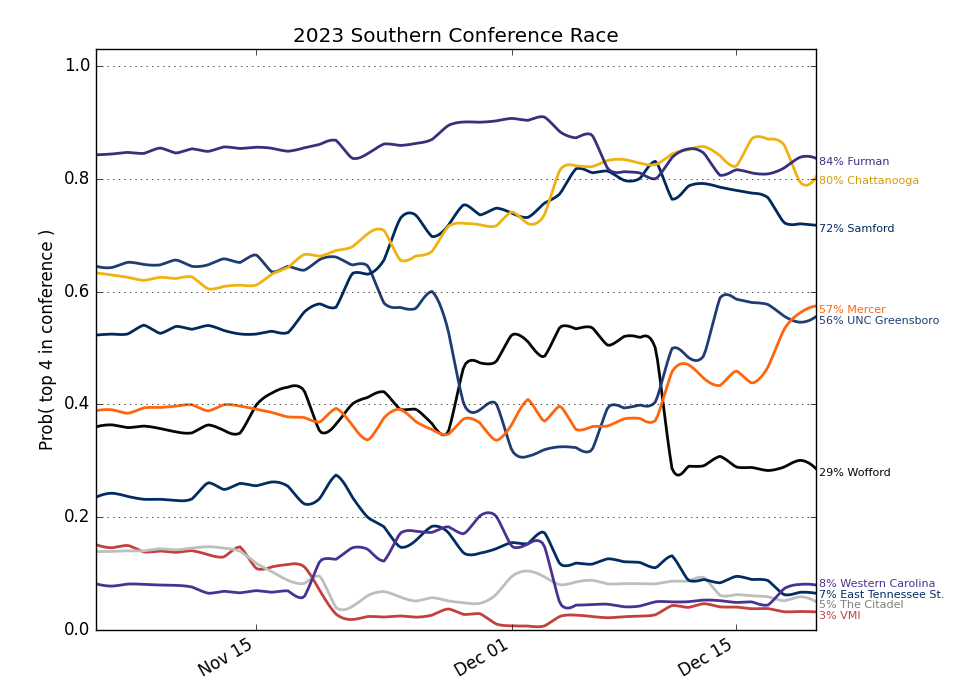 2023 Southern Conference Race
Prob( top 4 in conference )
1.0
0.8
0.6
0.4
0.2
0.0
Nov 15
Dec 01
Dec 15
84% Furman
80% Chattanooga
72% Samford
57% Mercer
56% UNC Greensboro
29% Wofford
8% Western Carolina
7% East Tennessee St.
5% The Citadel
3% VMI